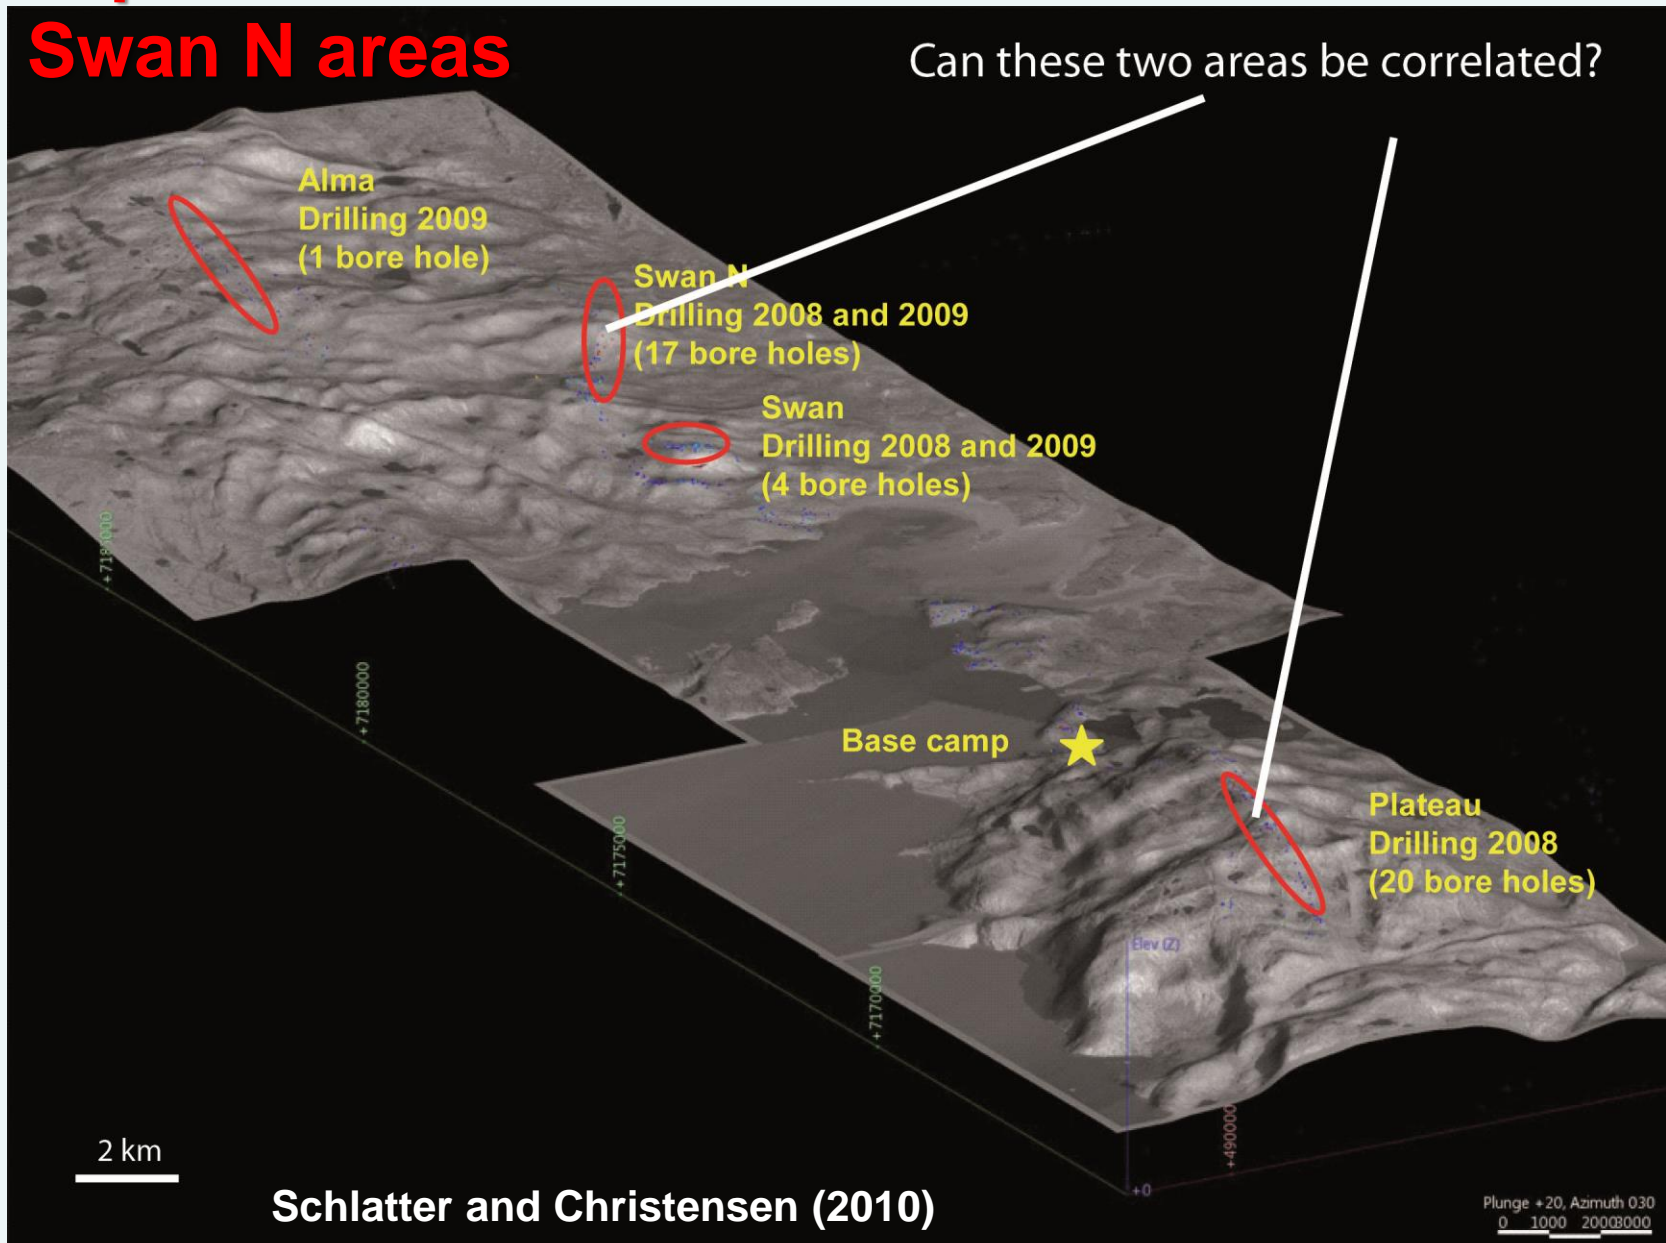 Swan N areas
Can these two areas be correlated?
Alma
Drilling 2009
(1 bore hole)
Swan N
Drilling 2008 and 2009
(17 bore holes)
Swan
Drilling 2008 and 2009
(4 bore holes)
+7185000
+7180000
Base camp
+7175000
Plateau
Drilling 2008
(20 bore holes)
Elev (Z)
+7170000
+490000
+0
2 km
Schlatter and Christensen (2010)
Plunge +20, Azimuth 030
0 1000 2000 3000